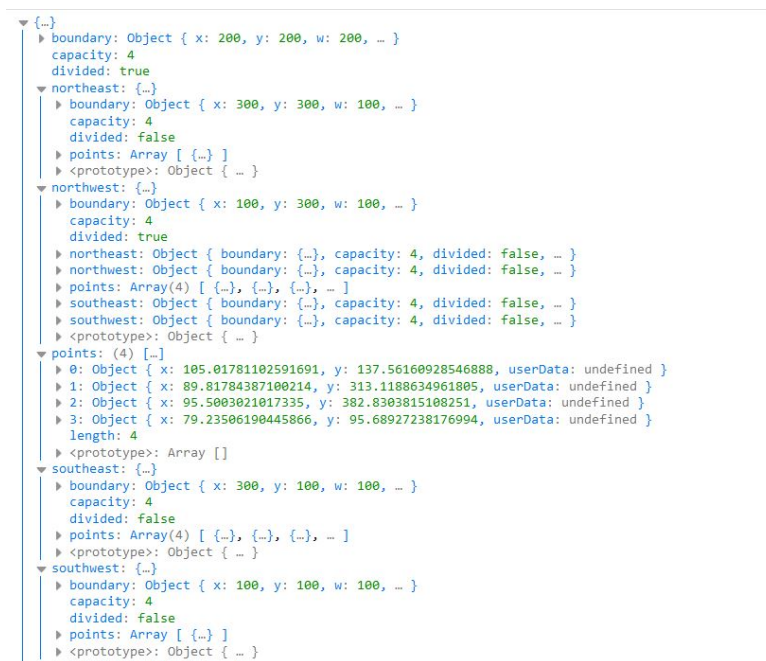 {…}
boundary: Object { x: 200, y: 200, w: 200, … }
capacity: 4
divided: true
northeast: {…}
boundary: Object { x: 300, y: 300, w: 100, … }
capacity: 4
divided: false
points: Array [ {…} ]
<prototype>: Object { … }
northwest: {…}
boundary: Object { x: 100, y: 300, w: 100, … }
capacity: 4
divided: true
northeast: Object { boundary: {…}, capacity: 4, divided: false, … }
northwest: Object { boundary: {…}, capacity: 4, divided: false, … }
points: Array(4) [ {…}, {…}, {…}, … ]
southeast: Object { boundary: {…}, capacity: 4, divided: false, … }
southwest: Object { boundary: {…}, capacity: 4, divided: false, … }
<prototype>: Object { … }
points: (4) […]
0: Object { x: 105.01781102591691, y: 137.56160928546888, userData: undefined }
1: Object { x: 89.81784387100214, y: 313.1188634961805, userData: undefined }
2: Object { x: 95.5003021017335, y: 382.8303815108251, userData: undefined }
3: Object { x: 79.23506190445866, y: 95.68927238176994, userData: undefined }
length: 4
<prototype>: Array []
southeast: {…}
boundary: Object { x: 300, y: 100, w: 100, … }
capacity: 4
divided: false
points: Array(4) [ {…}, {…}, {…}, … ]
<prototype>: Object { … }
southwest: {…}
boundary: Object { x: 100, y: 100, w: 100, … }
capacity: 4
divided: false
points: Array [ {…} ]
<prototype>: Object { … }